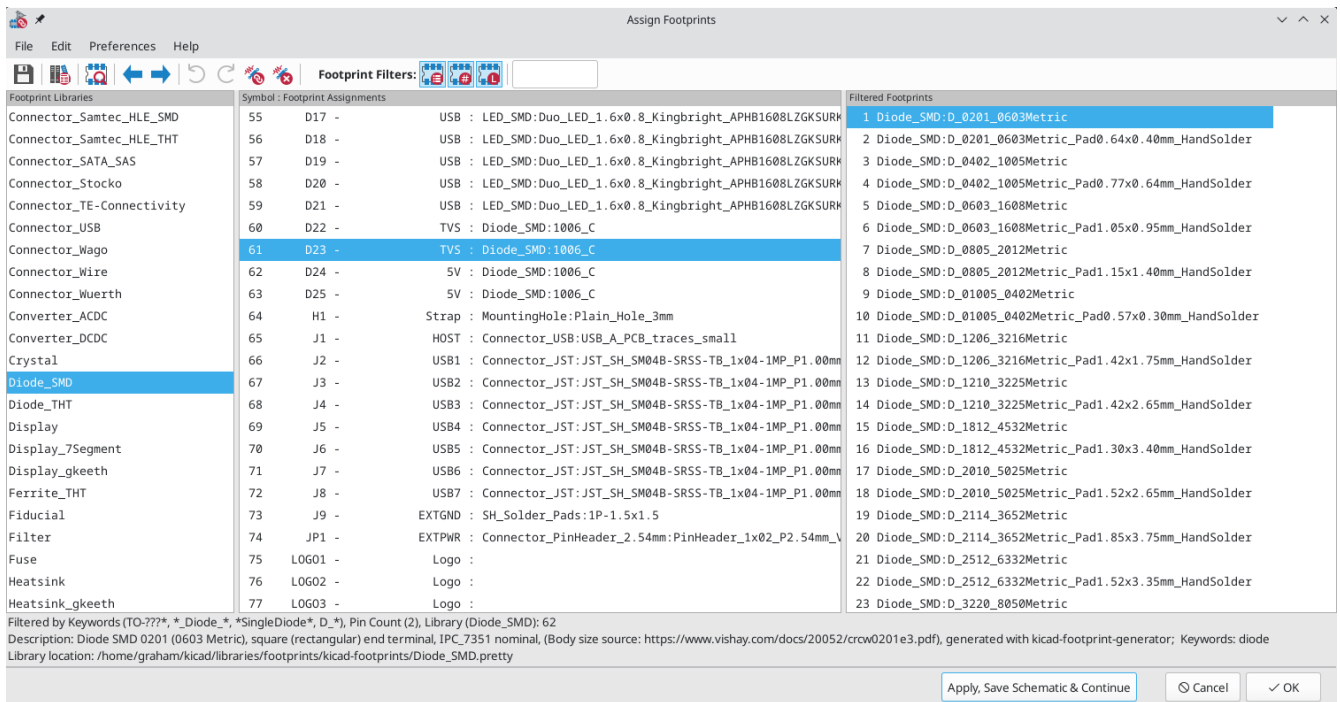 Assign Footprints
File Edit Preferences Help
Footprint Filters:
Footprint Libraries
Connector_Samtec_HLE_SMD
Connector_Samtec_HLE_THT
Connector_SATA_SAS
Connector_Stocko
Connector_TE-Connectivity
Connector_USB
Connector_Wago
Connector_Wire
Connector_Wuerth
Converter_ACDC
Converter_DCDC
Crystal
Diode_SMD
Diode_THT
Display
Display_7Segment
Display_gkeeth
Ferrite_THT
Fiducial
Filter
Fuse
Heatsink
Heatsink_gkeeth
Symbol : Footprint Assignments
55 D17 - USB : LED_SMD:Duo_LED_1.6x0.8_Kingbright_APHB1608LZGKSURK
56 D18 - USB : LED_SMD:Duo_LED_1.6x0.8_Kingbright_APHB1608LZGKSURK
57 D19 - USB : LED_SMD:Duo_LED_1.6x0.8_Kingbright_APHB1608LZGKSURK
58 D20 - USB : LED_SMD:Duo_LED_1.6x0.8_Kingbright_APHB1608LZGKSURK
59 D21 - USB : LED_SMD:Duo_LED_1.6x0.8_Kingbright_APHB1608LZGKSURK
60 D22 - TVS : Diode_SMD:1006_C
61 D23 - TVS : Diode_SMD:1006_C
62 D24 - 5V : Diode_SMD:1006_C
63 D25 - 5V : Diode_SMD:1006_C
64 H1 - Strap : MountingHole:Plain_Hole_3mm
65 J1 - HOST : Connector_USB:USB_A_PCB_traces_small
66 J2 - USB1 : Connector_JST:JST_SH_SM04B-SRSS-TB_1x04-1MP_P1.00mm
67 J3 - USB2 : Connector_JST:JST_SH_SM04B-SRSS-TB_1x04-1MP_P1.00mm
68 J4 - USB3 : Connector_JST:JST_SH_SM04B-SRSS-TB_1x04-1MP_P1.00mm
69 J5 - USB4 : Connector_JST:JST_SH_SM04B-SRSS-TB_1x04-1MP_P1.00mm
70 J6 - USB5 : Connector_JST:JST_SH_SM04B-SRSS-TB_1x04-1MP_P1.00mm
71 J7 - USB6 : Connector_JST:JST_SH_SM04B-SRSS-TB_1x04-1MP_P1.00mm
72 J8 - USB7 : Connector_JST:JST_SH_SM04B-SRSS-TB_1x04-1MP_P1.00mm
73 J9 - EXTGND : SH_Solder_Pads:1P-1.5x1.5
74 JP1 - EXTPWR : Connector_PinHeader_2.54mm:PinHeader_1x02_P2.54mm_V
75 LOGO1 - Logo :
76 LOGO2 - Logo :
77 LOGO3 - Logo :
Filtered Footprints
1 Diode_SMD:D_0201_0603Metric
2 Diode_SMD:D_0201_0603Metric_Pad0.64x0.40mm_HandSolder
3 Diode_SMD:D_0402_1005Metric
4 Diode_SMD:D_0402_1005Metric_Pad0.77x0.64mm_HandSolder
5 Diode_SMD:D_0603_1608Metric
6 Diode_SMD:D_0603_1608Metric_Pad1.05x0.95mm_HandSolder
7 Diode_SMD:D_0805_2012Metric
8 Diode_SMD:D_0805_2012Metric_Pad1.15x1.40mm_HandSolder
9 Diode_SMD:D_01005_0402Metric
10 Diode_SMD:D_01005_0402Metric_Pad0.57x0.30mm_HandSolder
11 Diode_SMD:D_1206_3216Metric
12 Diode_SMD:D_1206_3216Metric_Pad1.42x1.75mm_HandSolder
13 Diode_SMD:D_1210_3225Metric
14 Diode_SMD:D_1210_3225Metric_Pad1.42x2.65mm_HandSolder
15 Diode_SMD:D_1812_4532Metric
16 Diode_SMD:D_1812_4532Metric_Pad1.30x3.40mm_HandSolder
17 Diode_SMD:D_2010_5025Metric
18 Diode_SMD:D_2010_5025Metric_Pad1.52x2.65mm_HandSolder
19 Diode_SMD:D_2114_3652Metric
20 Diode_SMD:D_2114_3652Metric_Pad1.85x3.75mm_HandSolder
21 Diode_SMD:D_2512_6332Metric
22 Diode_SMD:D_2512_6332Metric_Pad1.52x3.35mm_HandSolder
23 Diode_SMD:D_3220_8050Metric
Filtered by Keywords (TO-???*, *_Diode_*, *SingleDiode*, D_*), Pin Count (2), Library (Diode_SMD): 62
Description: Diode SMD 0201 (0603 Metric), square (rectangular) end terminal, IPC_7351 nominal, (Body size source: https://www.vishay.com/docs/20052/crcw0201e3.pdf), generated with kicad-footprint-generator; Keywords: diode
Library location: /home/graham/kicad/libraries/footprints/kicad-footprints/Diode_SMD.pretty
Apply, Save Schematic & Continue
Cancel
OK